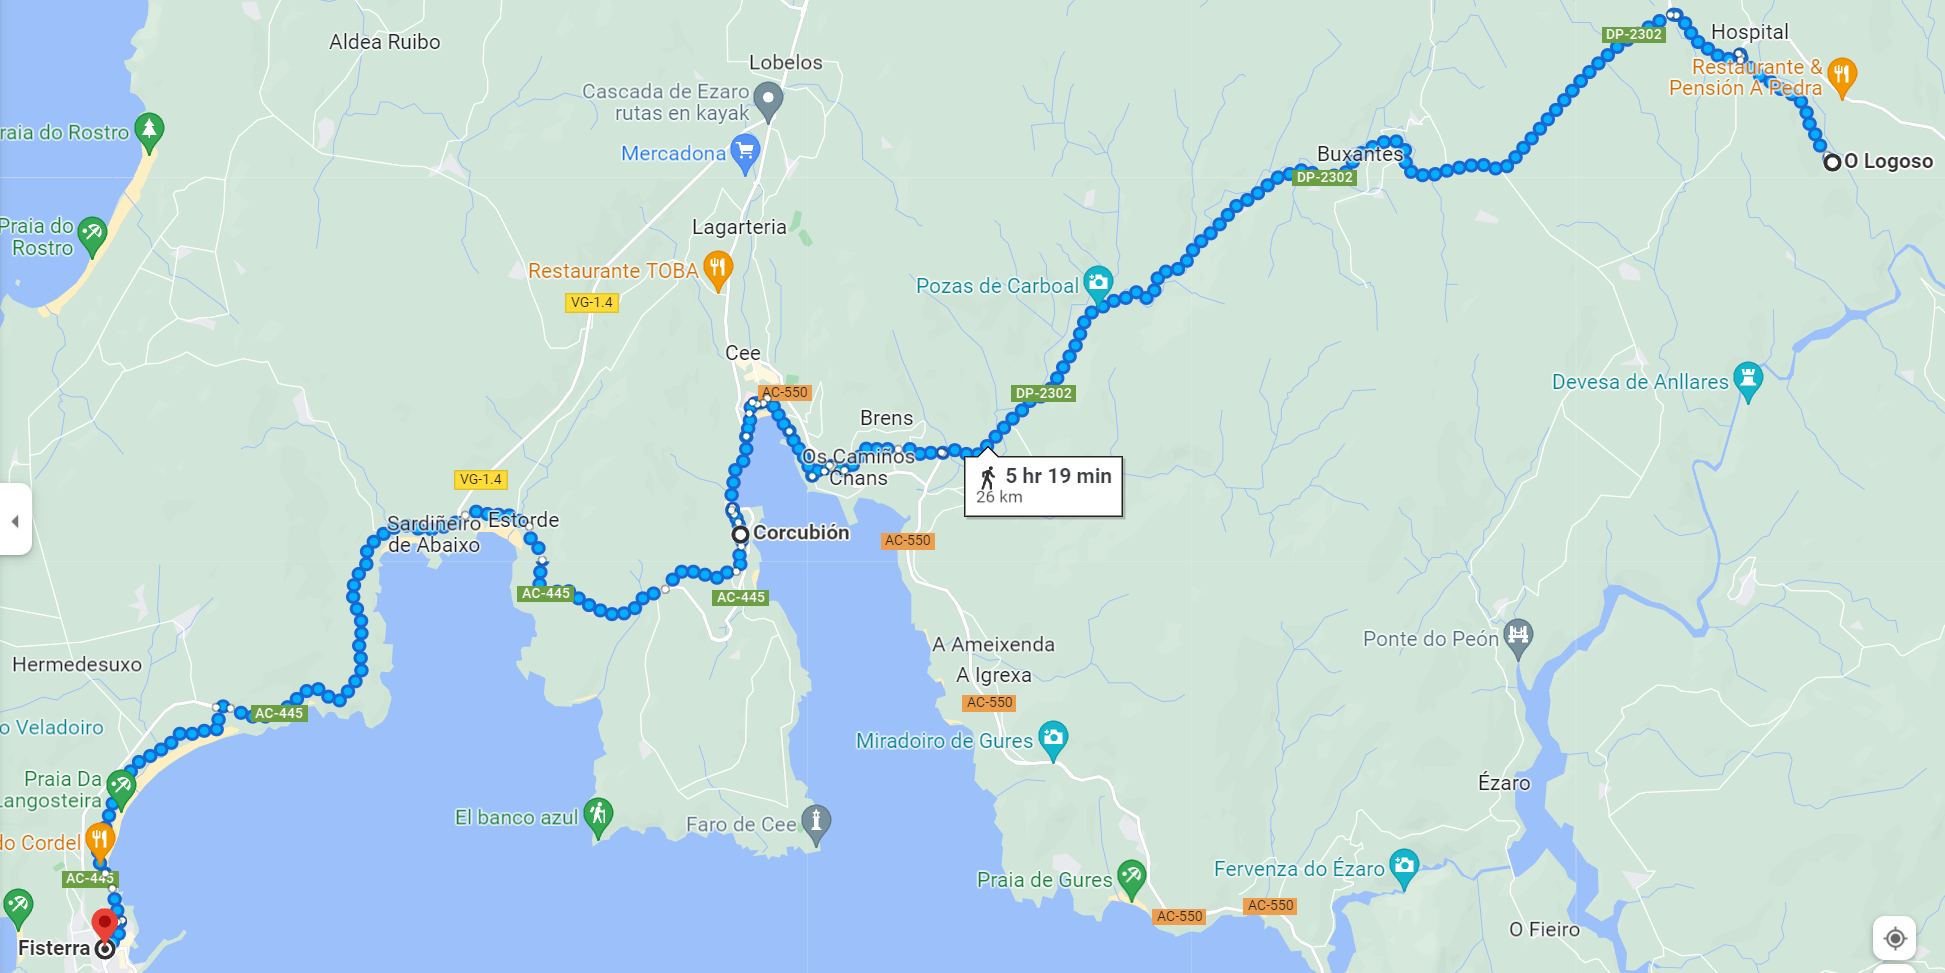 Aldea Ruibo
Lobelos
Cascada de Ezaro
rutas en kayak
Mercadona
DP-2302
Hospital
Restaurante &
Pensión A Pedra
O Logoso
Buxantes
DP-2302
raia do Rostro
Praia do
Rostro
Lagarteria
Restaurante TOBA
VG-1.4
Pozas de Carboal
Cee
AC-550
DP-2302
Devesa de Anllares
Brens
Os Camiños
Chans
5 hr 19 min
26 km
VG-1.4
Sardiñeiro
de Abaixo
Estorde
Corcubión
AC-550
AC-445
AC-445
A Ameixenda
A Igrexa
AC-550
Ponte do Peón
Hermedesuxo
AC-445
o Veladoiro
Miradoiro de Gures
Praia Da
Langosteira
Ézaro
El banco azul
Faro de Cee
do Cordel
AC-445
Praia de Gures
Fervenza do Ézaro
AC-550
AC-550
O Fieiro
Fisterra